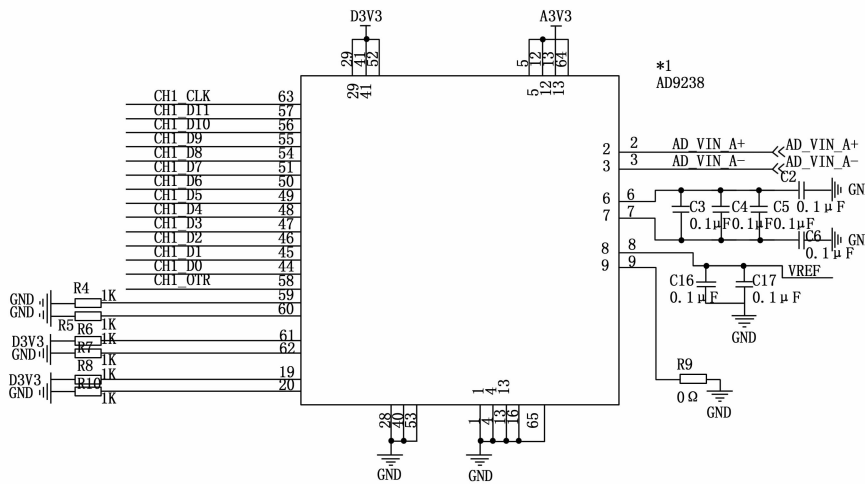 D3V3 A3V3
29 41 52 5 12 13 64
29 41 5 12 13
*1
AD9238
CH1_CLK 63
CH1_D11 57
CH1_D10 56
CH1_D9 55
CH1_D8 54
CH1_D7 51
CH1_D6 50
CH1_D5 49
CH1_D4 48
CH1_D3 47
CH1_D2 46
CH1_D1 45
CH1_D0 44
CH1_OTR 58
2 2 AD_VIN_A+ AD_VIN_A+
3 3 AD_VIN_A- AD_VIN_A-
C2
6 6 0.1μF GN
C3 C4 C5
7 7 0.1μF 0.1μF 0.1μF
C6 GN
0.1μF
8 8
9 9 VREF
C16 C17
0.1μF 0.1μF
GND
R4
GND 1K 59
GND 60
R5 1K
R6
D3V3 1K 61
GND R7 62
1K
R8
D3V3 1K 19
GND R10 20
1K
R9
0Ω
GND
1 4 13
28 40 53 1 4 13 16 65
GND GND